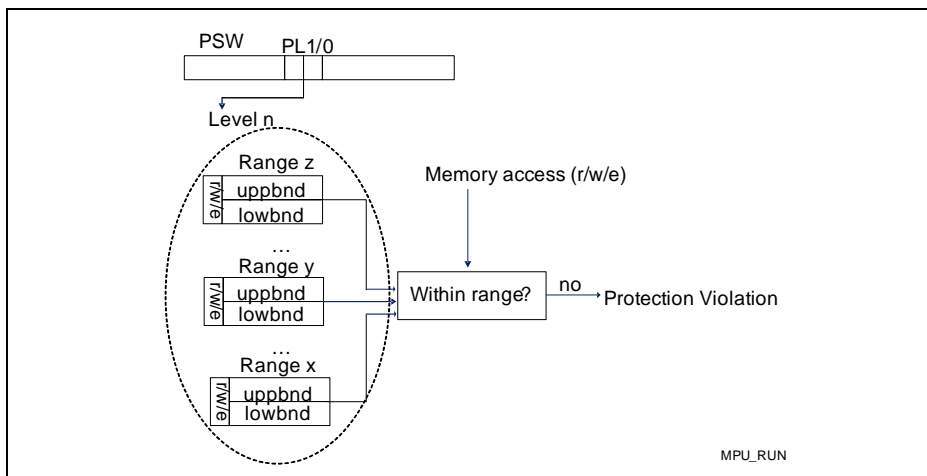 PSW PL1/0
Level n
Range z
r/w/e
uppbnd
lowbnd
...
Range y
r/w/e
uppbnd
lowbnd
...
Range x
r/w/e
uppbnd
lowbnd
Memory access (r/w/e)
Within range?
no
Protection Violation
MPU_RUN